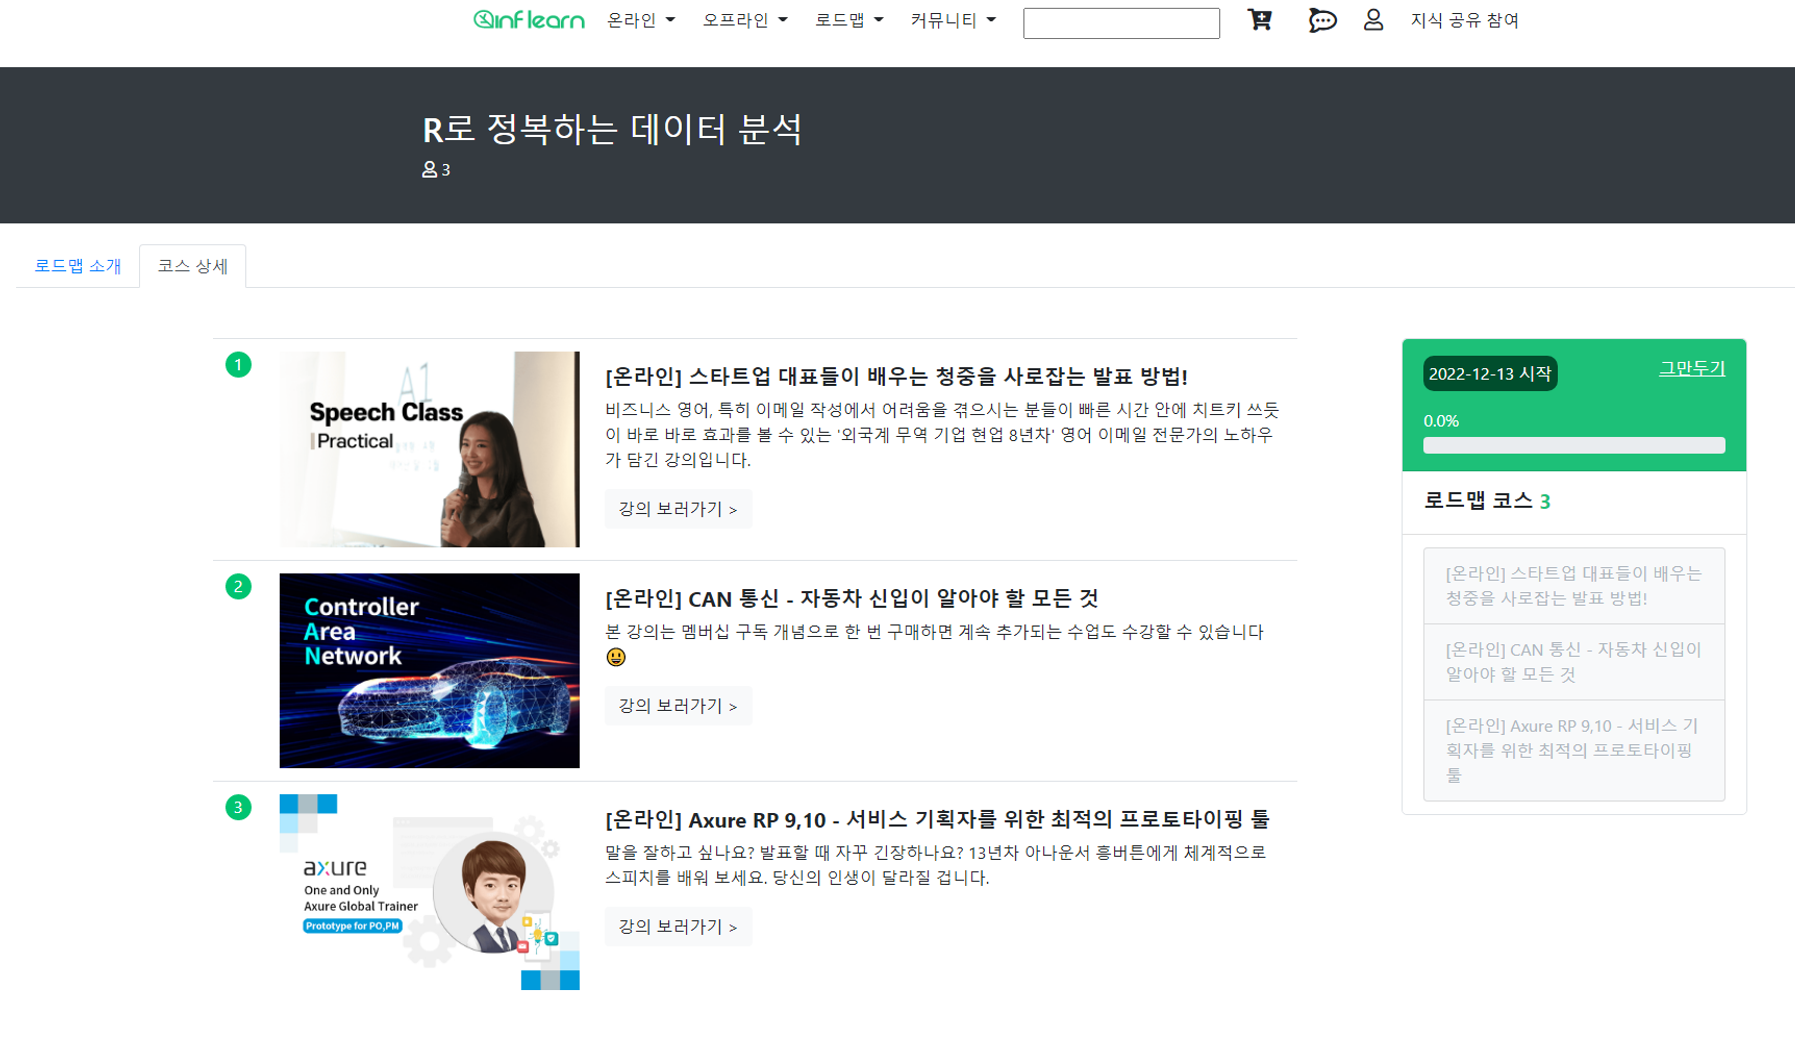 inflearn 온라인 오프라인 로드맵 커뮤니티 지식 공유 참여
R로 정복하는 데이터 분석
3
로드맵 소개 코스 상세
1
A1
Speech Class
Practical
[온라인] 스타트업 대표들이 배우는 청중을 사로잡는 발표 방법!
비즈니스 영어, 특히 이메일 작성에서 어려움을 겪으시는 분들이 빠른 시간 안에 치트키 쓰듯
이 바로 바로 효과를 볼 수 있는 '외국계 무역 기업 현업 8년차' 영어 이메일 전문가의 노하우
가 담긴 강의입니다.
강의 보러가기 >
2
Controller
Area
Network
[온라인] CAN 통신 - 자동차 신입이 알아야 할 모든 것
본 강의는 멤버십 구독 개념으로 한 번 구매하면 계속 추가되는 수업도 수강할 수 있습니다
😃
강의 보러가기 >
3
axure
One and Only
Axure Global Trainer
Prototype for PO,PM
[온라인] Axure RP 9,10 - 서비스 기획자를 위한 최적의 프로토타이핑 툴
말을 잘하고 싶나요? 발표할 때 자꾸 긴장하나요? 13년차 아나운서 흥버튼에게 체계적으로
스피치를 배워 보세요. 당신의 인생이 달라질 겁니다.
강의 보러가기 >
2022-12-13 시작 그만두기
0.0%
로드맵 코스 3
[온라인] 스타트업 대표들이 배우는
청중을 사로잡는 발표 방법!
[온라인] CAN 통신 - 자동차 신입이
알아야 할 모든 것
[온라인] Axure RP 9,10 - 서비스 기
획자를 위한 최적의 프로토타이핑
툴